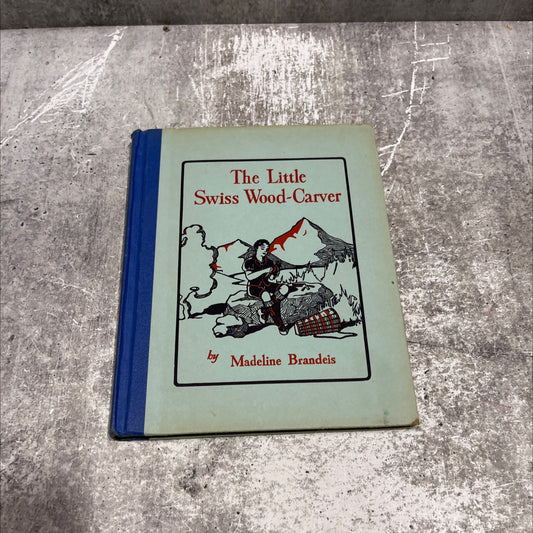 The Little
Swiss Wood-Carver
by Madeline Brandeis